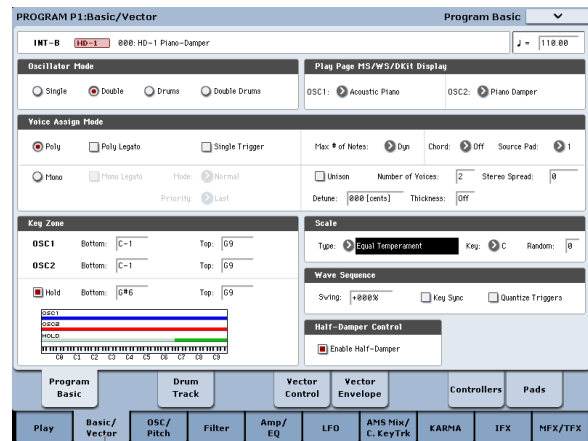 PROGRAM P1:Basic/Vector Program Basic
INT-B HD-1 000: HD-1 Piano-Damper ♩ = 110.00
Oscillator Mode
Single Double Drums Double Drums
Play Page MS/WS/DKit Display
OSC1: Acoustic Piano OSC2: Piano Damper
Voice Assign Mode
Poly Poly Legato Single Trigger Max # of Notes: Dyn Chord: Off Source Pad: 1
Mono Mono Legato Mode: Normal Unison Number of Voices: 2 Stereo Spread: 0
Priority: Last Detune: 000 [cents] Thickness: Off
Key Zone
OSC1 Bottom: C-1 Top: G9
OSC2 Bottom: C-1 Top: G9
Hold Bottom: G#6 Top: G9
OSC1
OSC2
HOLD
C0 C1 C2 C3 C4 C5 C6 C7 C8 C9
Scale
Type: Equal Temperament Key: C Random: 0
Wave Sequence
Swing: +000% Key Sync Quantize Triggers
Half-Damper Control
Enable Half-Damper
Program Basic Drum Track Vector Control Vector Envelope Controllers Pads
Play Basic/ Vector OSC/ Pitch Filter Amp/ EQ LFO AMS Mix/ C. KeyTrk KARMA IFX MFX/TFX